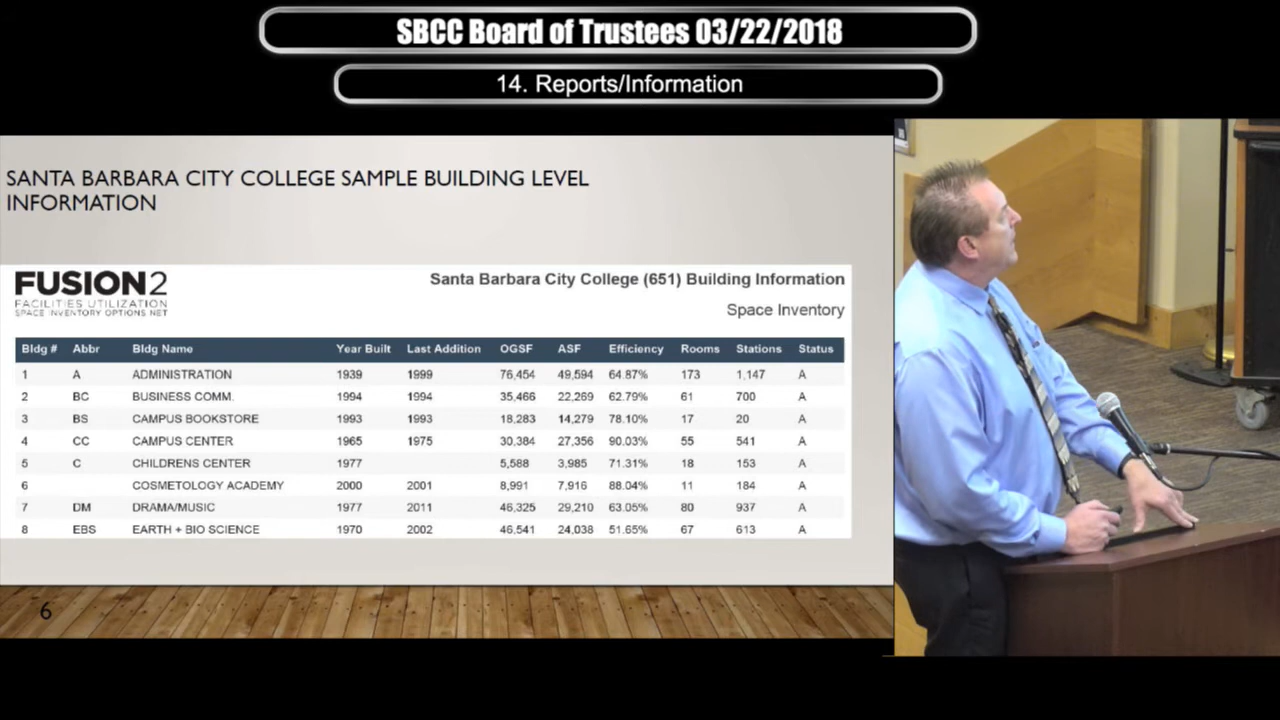 SBCC Board of Trustees 03/22/2018
14. Reports/Information
SANTA BARBARA CITY COLLEGE SAMPLE BUILDING LEVEL
INFORMATION
FUSION2
FACILITIES UTILIZATION
SPACE INVENTORY OPTIONS NET
Santa Barbara City College (651) Building Information
Space Inventory
Bldg # Abbr Bldg Name Year Built Last Addition OGSF ASF Efficiency Rooms Stations Status
1 A ADMINISTRATION 1939 1999 76,454 49,594 64.87% 173 1,147 A
2 BC BUSINESS COMM. 1994 1994 35,466 22,269 62.79% 61 700 A
3 BS CAMPUS BOOKSTORE 1993 1993 18,283 14,279 78.10% 17 20 A
4 CC CAMPUS CENTER 1965 1975 30,384 27,356 90.03% 55 541 A
5 C CHILDRENS CENTER 1977 5,588 3,985 71.31% 18 153 A
6 COSMETOLOGY ACADEMY 2000 2001 8,991 7,916 88.04% 11 184 A
7 DM DRAMA/MUSIC 1977 2011 46,325 29,210 63.05% 80 937 A
8 EBS EARTH + BIO SCIENCE 1970 2002 46,541 24,038 51.65% 67 613 A
6